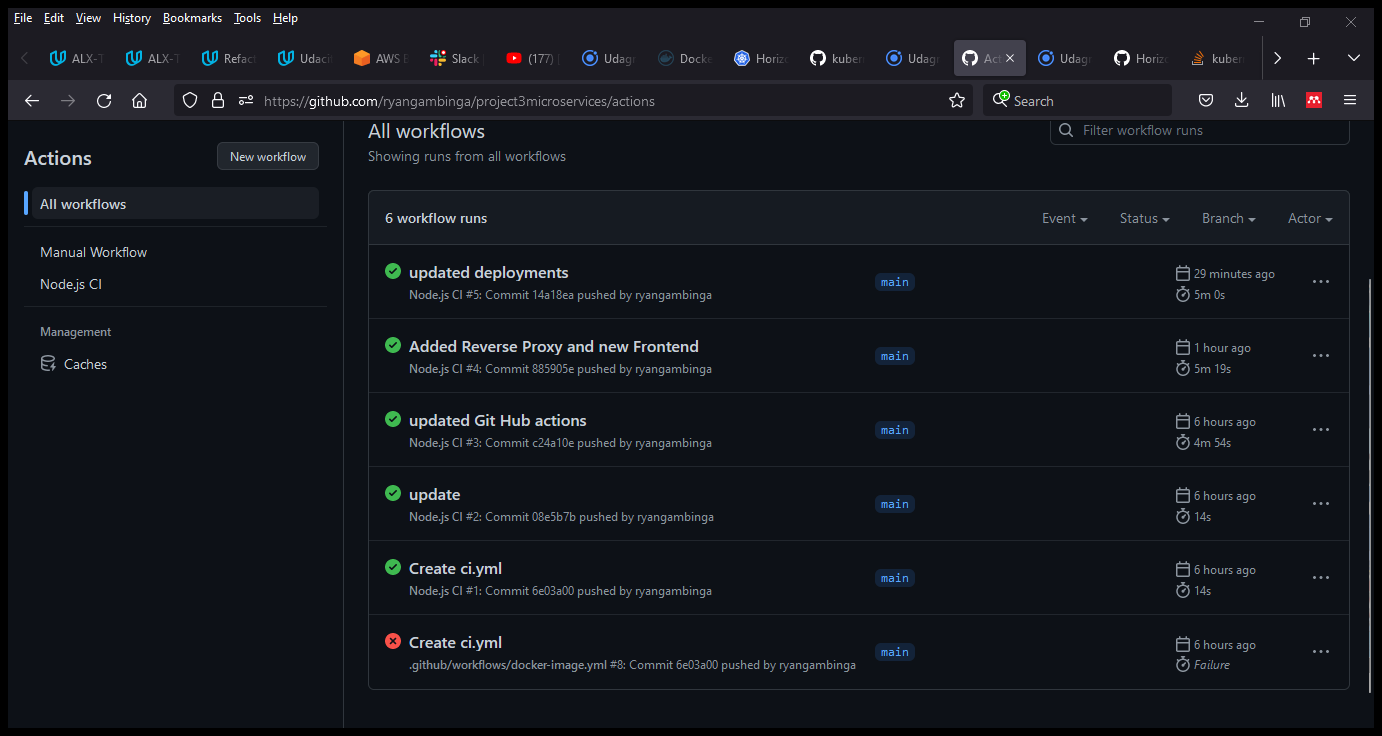 File Edit View History Bookmarks Tools Help
ALX-T ALX-T Refac Udaci AWS E Slack (177) Udag Docke Horiz kuber Udag Act Udag Horiz kuber
https://github.com/ryangambinga/project3microservices/actions
Search
Actions
New workflow
All workflows
Manual Workflow
Node.js CI
Management
Caches
All workflows
Showing runs from all workflows
Filter workflow runs
6 workflow runs
Event Status Branch Actor
updated deployments
Node.js CI #5: Commit 14a18ea pushed by ryangambinga
main
29 minutes ago
5m 0s
Added Reverse Proxy and new Frontend
Node.js CI #4: Commit 885905e pushed by ryangambinga
main
1 hour ago
5m 19s
updated Git Hub actions
Node.js CI #3: Commit c24a10e pushed by ryangambinga
main
6 hours ago
4m 54s
update
Node.js CI #2: Commit 08e5b7b pushed by ryangambinga
main
6 hours ago
14s
Create ci.yml
Node.js CI #1: Commit 6e03a00 pushed by ryangambinga
main
6 hours ago
14s
Create ci.yml
.github/workflows/docker-image.yml #8: Commit 6e03a00 pushed by ryangambinga
main
6 hours ago
Failure